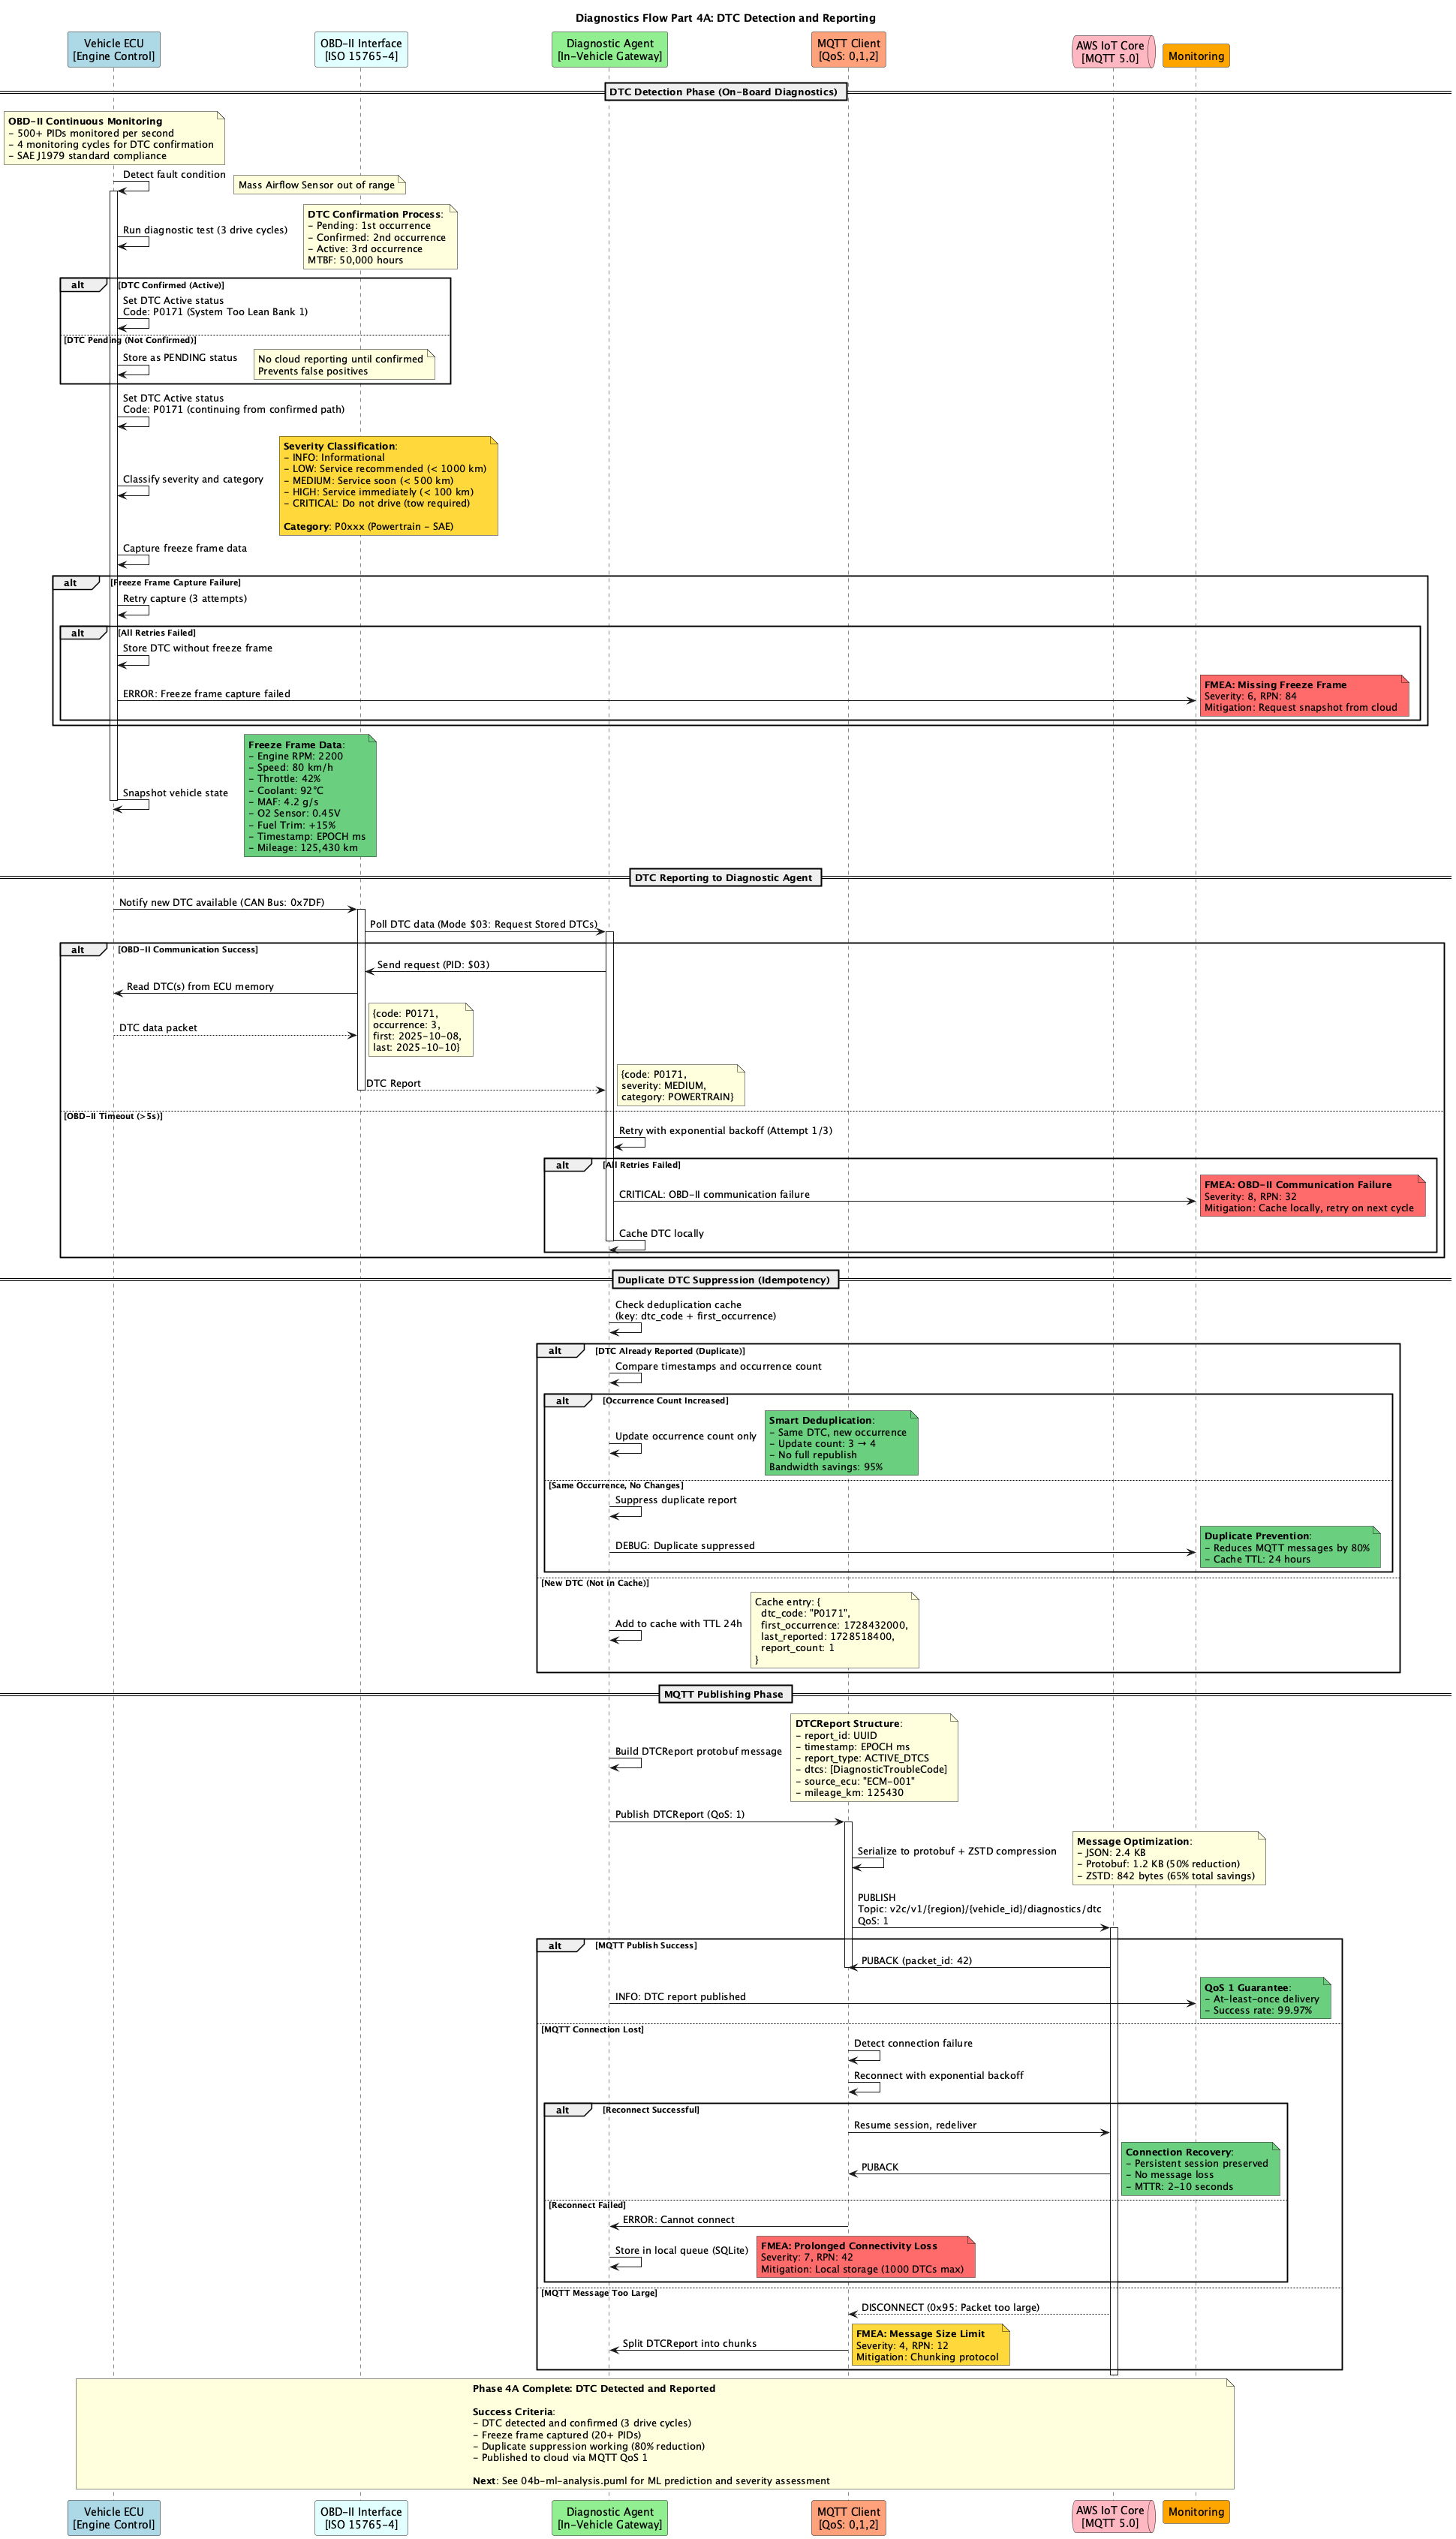 Diagnostics Flow Part 4A: DTC Detection and Reporting
Vehicle ECU
[Engine Control]
OBD-II Interface
[ISO 15765-4]
Diagnostic Agent
[In-Vehicle Gateway]
MQTT Client
[QoS: 0,1,2]
AWS IoT Core
[MQTT 5.0]
Monitoring
DTC Detection Phase (On-Board Diagnostics)
OBD-II Continuous Monitoring
- 500+ PIDs monitored per second
- 4 monitoring cycles for DTC confirmation
- SAE J1979 standard compliance
Detect fault condition
Mass Airflow Sensor out of range
Run diagnostic test (3 drive cycles)
DTC Confirmation Process:
- Pending: 1st occurrence
- Confirmed: 2nd occurrence
- Active: 3rd occurrence
MTBF: 50,000 hours
alt
[DTC Confirmed (Active)]
Set DTC Active status
Code: P0171 (System Too Lean Bank 1)
[DTC Pending (Not Confirmed)]
Store as PENDING status
No cloud reporting until confirmed
Prevents false positives
Set DTC Active status
Code: P0171 (continuing from confirmed path)
Classify severity and category
Severity Classification:
- INFO: Informational
- LOW: Service recommended (< 1000 km)
- MEDIUM: Service soon (< 500 km)
- HIGH: Service immediately (< 100 km)
- CRITICAL: Do not drive (tow required)
Category: P0xxx (Powertrain - SAE)
Capture freeze frame data
alt
[Freeze Frame Capture Failure]
Retry capture (3 attempts)
alt
[All Retries Failed]
Store DTC without freeze frame
ERROR: Freeze frame capture failed
FMEA: Missing Freeze Frame
Severity: 6, RPN: 84
Mitigation: Request snapshot from cloud
Snapshot vehicle state
Freeze Frame Data:
- Engine RPM: 2200
- Speed: 80 km/h
- Throttle: 42%
- Coolant: 92°C
- MAF: 4.2 g/s
- O2 Sensor: 0.45V
- Fuel Trim: +15%
- Timestamp: EPOCH ms
- Mileage: 125,430 km
DTC Reporting to Diagnostic Agent
Notify new DTC available (CAN Bus: 0x7DF)
Poll DTC data (Mode $03: Request Stored DTCs)
alt
[OBD-II Communication Success]
Send request (PID: $03)
Read DTC(s) from ECU memory
DTC data packet
{code: P0171,
occurrence: 3,
first: 2025-10-08,
last: 2025-10-10}
DTC Report
{code: P0171,
severity: MEDIUM,
category: POWERTRAIN}
[OBD-II Timeout (>5s)]
Retry with exponential backoff (Attempt 1/3)
alt
[All Retries Failed]
CRITICAL: OBD-II communication failure
FMEA: OBD-II Communication Failure
Severity: 8, RPN: 32
Mitigation: Cache locally, retry on next cycle
Cache DTC locally
Duplicate DTC Suppression (Idempotency)
Check deduplication cache
(key: dtc_code + first_occurrence)
alt
[DTC Already Reported (Duplicate)]
Compare timestamps and occurrence count
alt
[Occurrence Count Increased]
Update occurrence count only
Smart Deduplication:
- Same DTC, new occurrence
- Update count: 3 → 4
- No full republish
Bandwidth savings: 95%
[Same Occurrence, No Changes]
Suppress duplicate report
DEBUG: Duplicate suppressed
Duplicate Prevention:
- Reduces MQTT messages by 80%
- Cache TTL: 24 hours
[New DTC (Not in Cache)]
Add to cache with TTL 24h
Cache entry: {
dtc_code: "P0171",
first_occurrence: 1728432000,
last_reported: 1728518400,
report_count: 1
}
MQTT Publishing Phase
Build DTCReport protobuf message
DTCReport Structure:
- report_id: UUID
- timestamp: EPOCH ms
- report_type: ACTIVE_DTCS
- dtcs: [DiagnosticTroubleCode]
- source_ecu: "ECM-001"
- mileage_km: 125430
Publish DTCReport (QoS: 1)
Serialize to protobuf + ZSTD compression
Message Optimization:
- JSON: 2.4 KB
- Protobuf: 1.2 KB (50% reduction)
- ZSTD: 842 bytes (65% total savings)
PUBLISH
Topic: v2c/v1/{region}/{vehicle_id}/diagnostics/dtc
QoS: 1
alt
[MQTT Publish Success]
PUBACK (packet_id: 42)
INFO: DTC report published
QoS 1 Guarantee:
- At-least-once delivery
- Success rate: 99.97%
[MQTT Connection Lost]
Detect connection failure
Reconnect with exponential backoff
alt
[Reconnect Successful]
Resume session, redeliver
PUBACK
Connection Recovery:
- Persistent session preserved
- No message loss
- MTTR: 2-10 seconds
[Reconnect Failed]
ERROR: Cannot connect
Store in local queue (SQLite)
FMEA: Prolonged Connectivity Loss
Severity: 7, RPN: 42
Mitigation: Local storage (1000 DTCs max)
[MQTT Message Too Large]
DISCONNECT (0x95: Packet too large)
Split DTCReport into chunks
FMEA: Message Size Limit
Severity: 4, RPN: 12
Mitigation: Chunking protocol
Phase 4A Complete: DTC Detected and Reported
Success Criteria:
- DTC detected and confirmed (3 drive cycles)
- Freeze frame captured (20+ PIDs)
- Duplicate suppression working (80% reduction)
- Published to cloud via MQTT QoS 1
Next: See 04b-ml-analysis.puml for ML prediction and severity assessment
Vehicle ECU
[Engine Control]
OBD-II Interface
[ISO 15765-4]
Diagnostic Agent
[In-Vehicle Gateway]
MQTT Client
[QoS: 0,1,2]
AWS IoT Core
[MQTT 5.0]
Monitoring